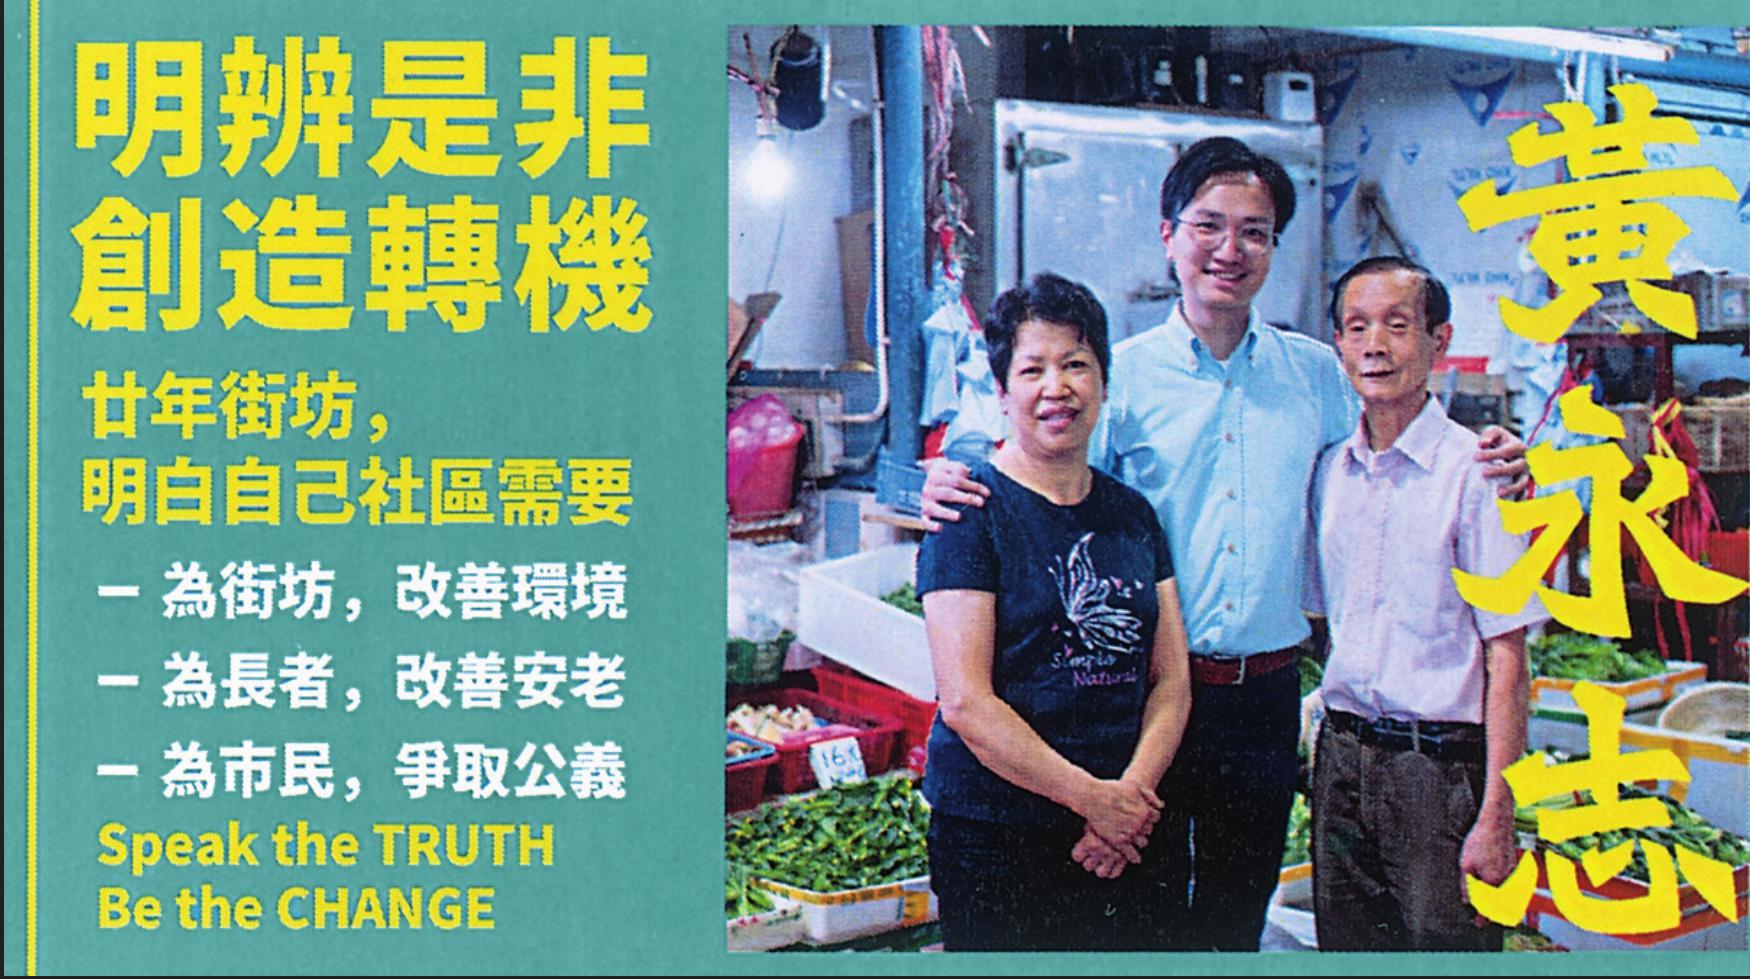 明辨是非
創造轉機
廿年街坊，
明白自己社區需要
— 為街坊，改善環境
— 為長者，改善安老
— 為市民，爭取公義
Speak the TRUTH
Be the CHANGE
黃永志
Simple
Natural